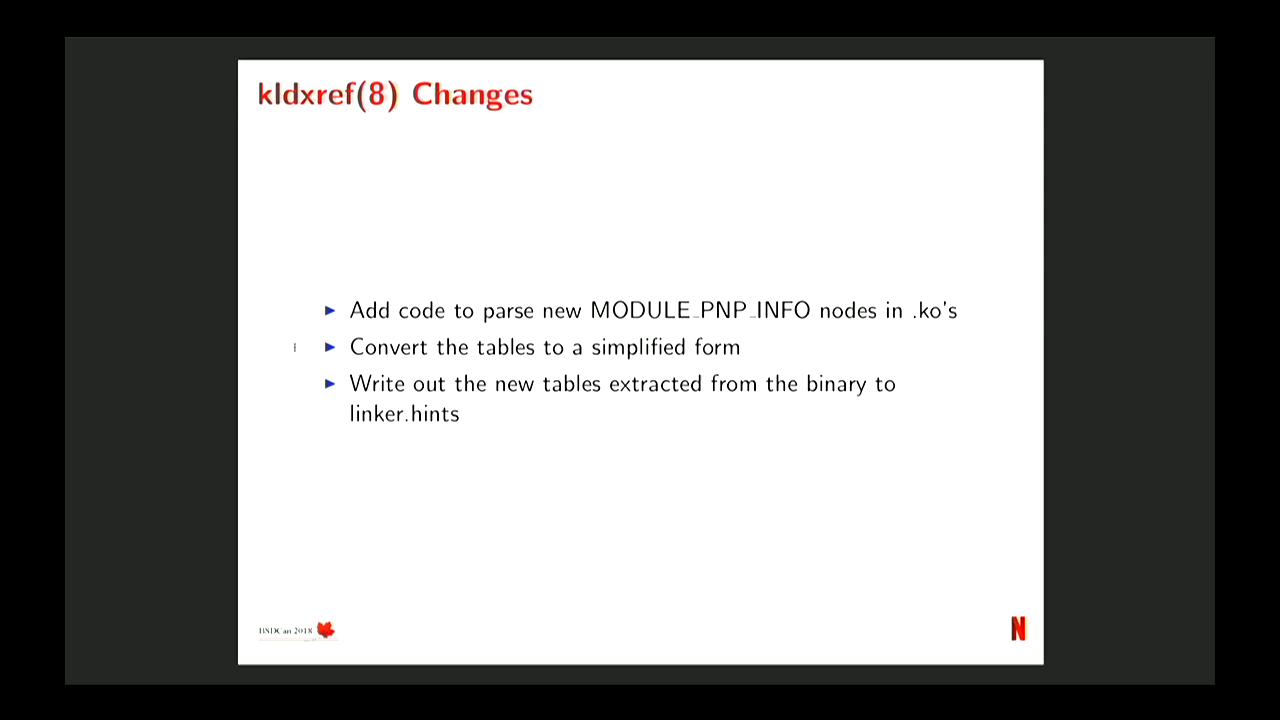 kldxref(8) Changes
Add code to parse new MODULE_PNP_INFO nodes in .ko's
Convert the tables to a simplified form
Write out the new tables extracted from the binary to
linker.hints
BSDCan 2018
N